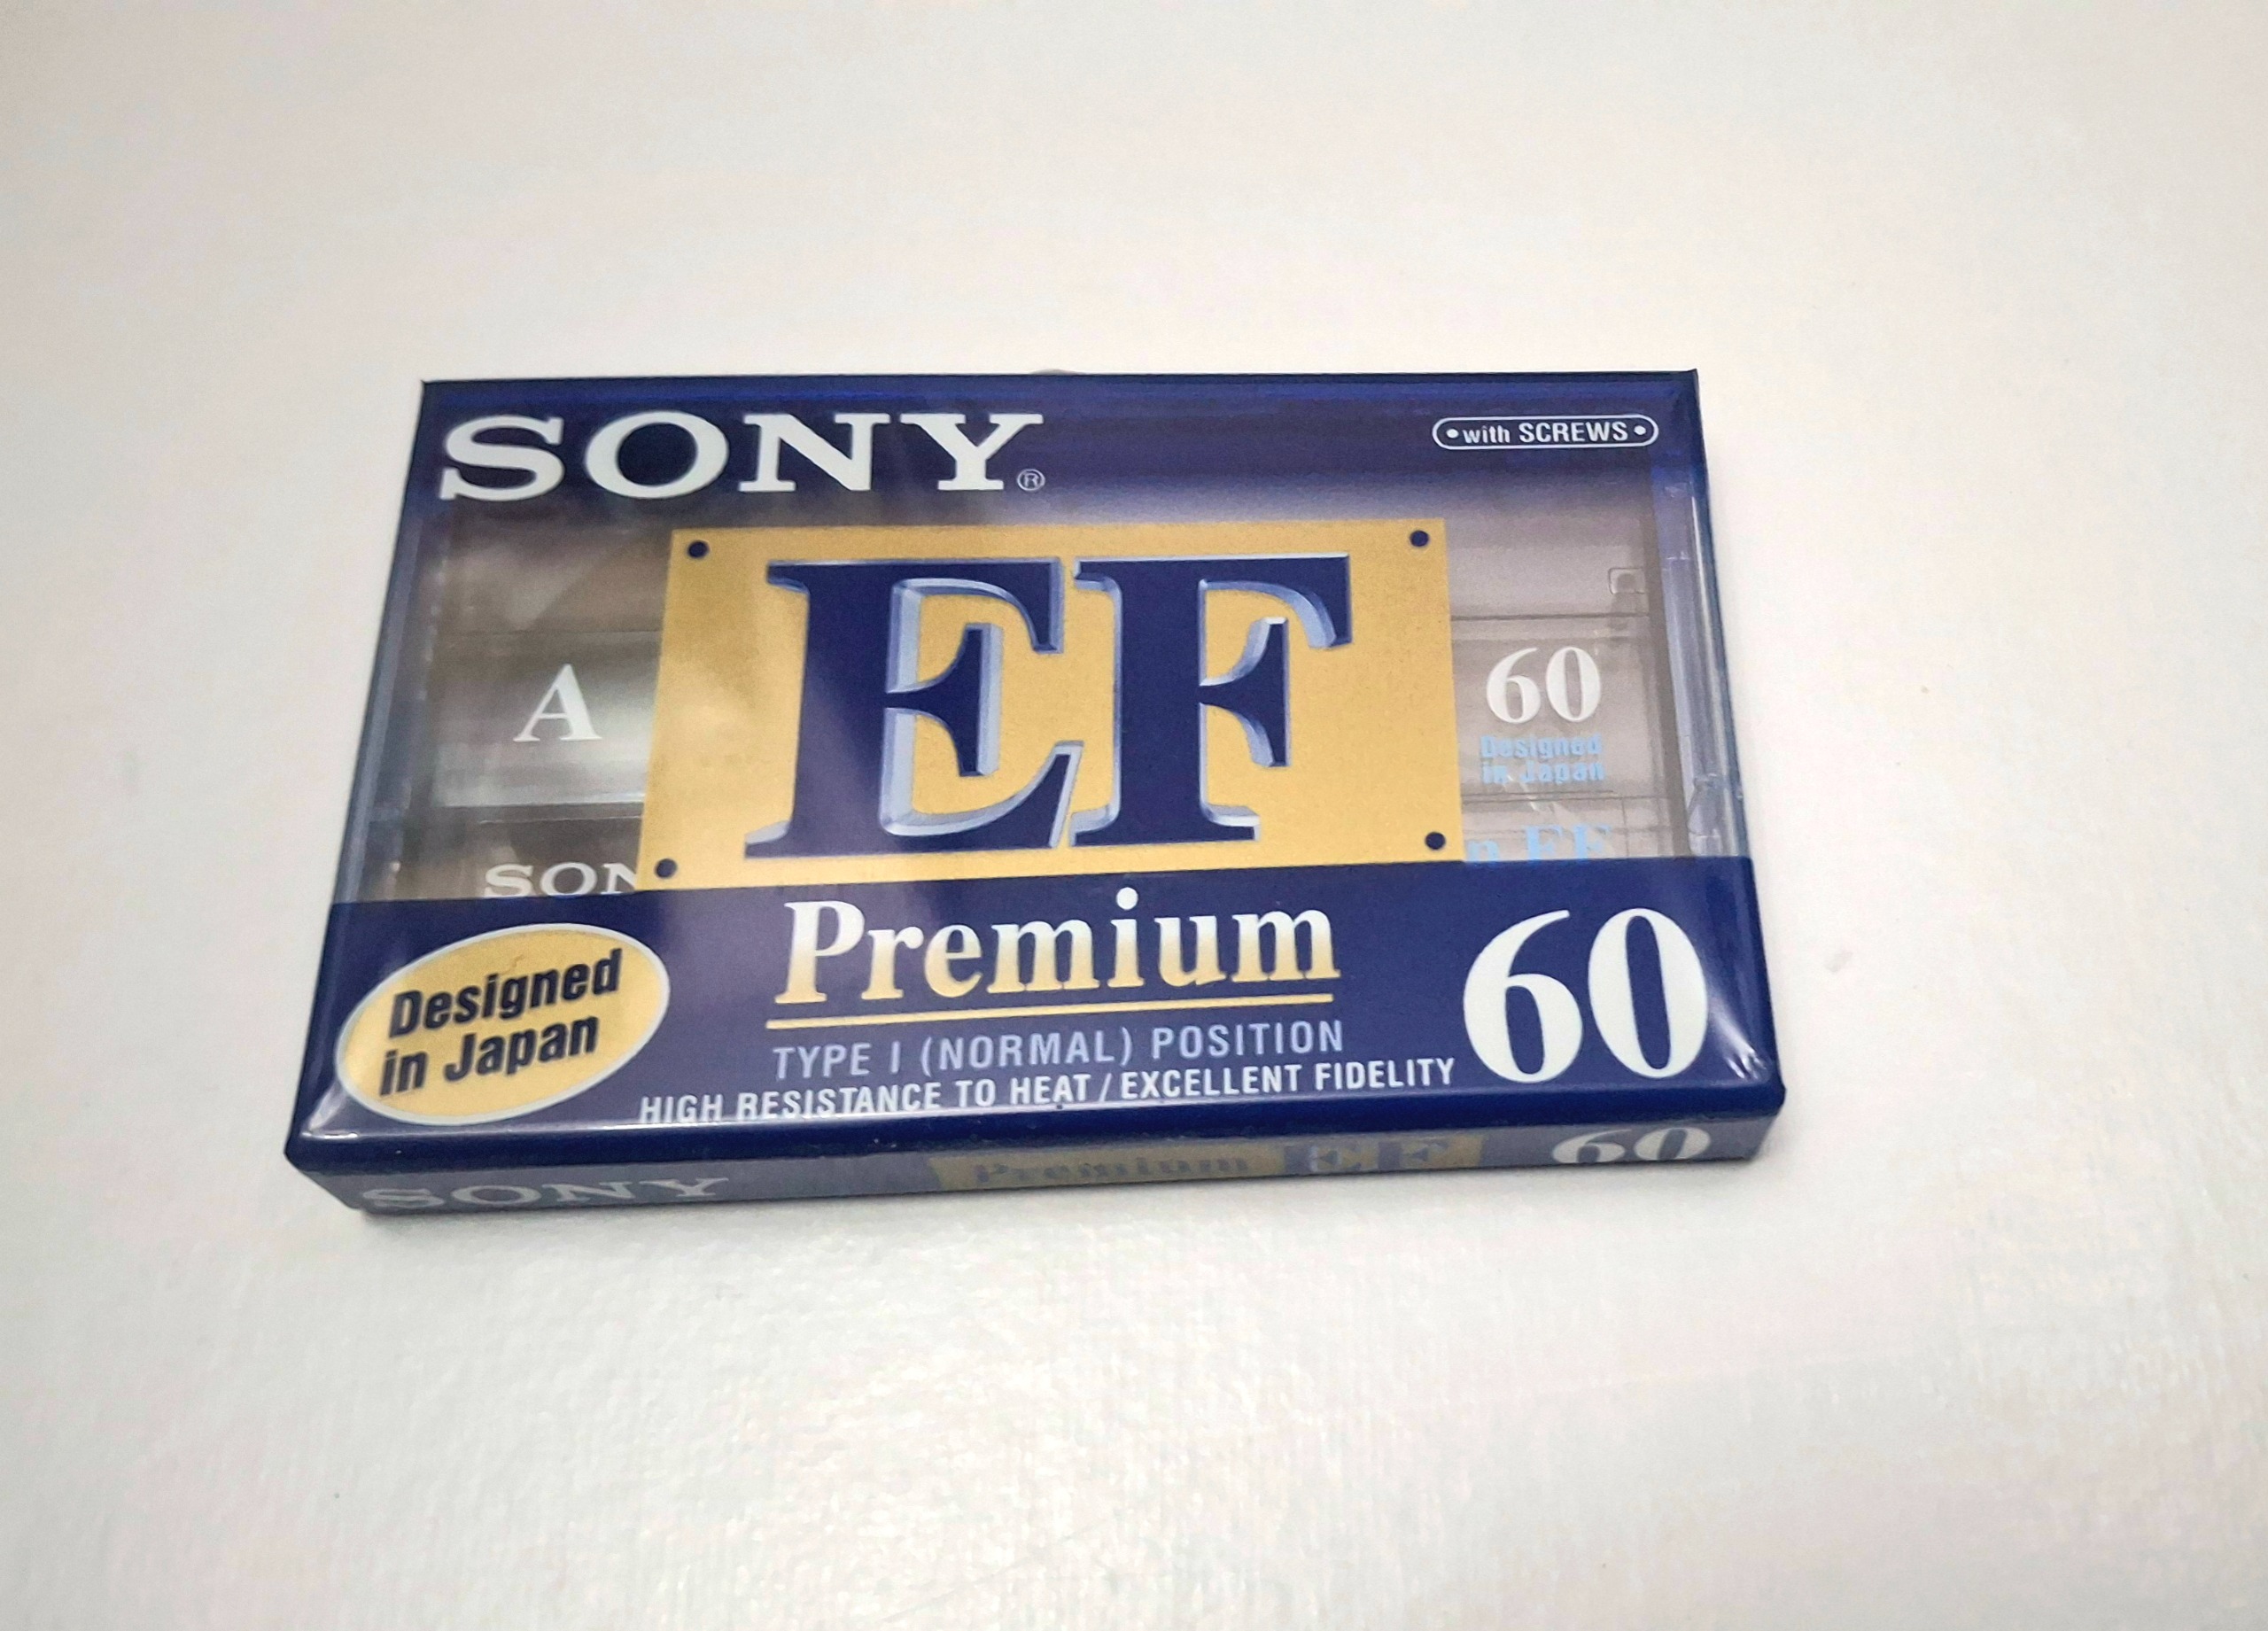 SONY®
• with SCREWS •
EF
A
60
Designed
in Japan
SON
EF
Premium
60
Designed
in Japan
TYPE I (NORMAL) POSITION
HIGH RESISTANCE TO HEAT / EXCELLENT FIDELITY
SONY Premium EF 60